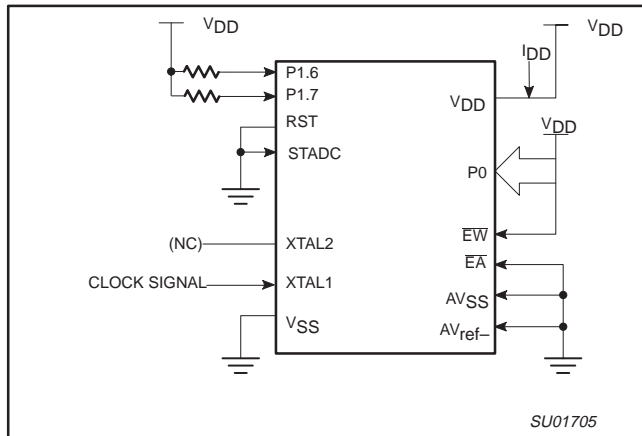 VDD
VDD
IDD
P1.6
P1.7
VDD
RST
VDD
STADC
P0
(NC)
XTAL2
EW
EA
CLOCK SIGNAL
XTAL1
AVSS
VSS
AVref–
SU01705